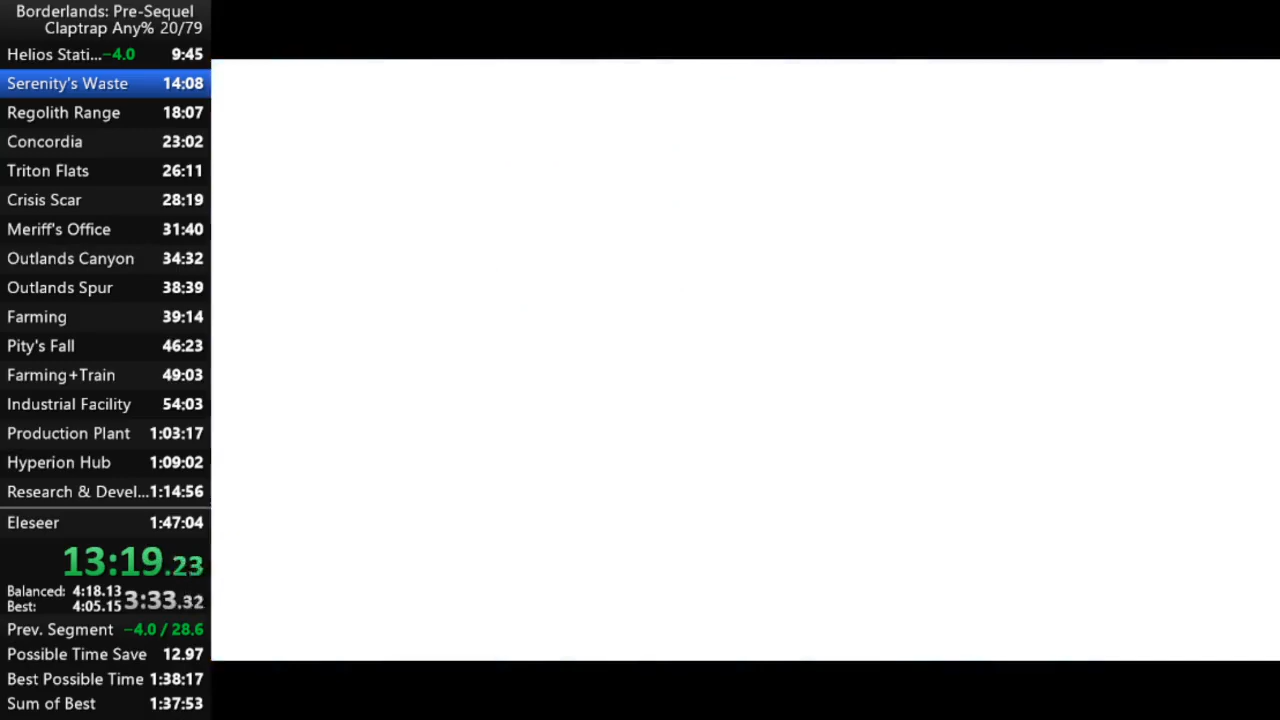 Borderlands: Pre-Sequel
Claptrap Any% 20/79
Helios Stati... −4.0 9:45
Serenity's Waste 14:08
Regolith Range 18:07
Concordia 23:02
Triton Flats 26:11
Crisis Scar 28:19
Meriff's Office 31:40
Outlands Canyon 34:32
Outlands Spur 38:39
Farming 39:14
Pity's Fall 46:23
Farming+Train 49:03
Industrial Facility 54:03
Production Plant 1:03:17
Hyperion Hub 1:09:02
Research & Devel... 1:14:56
Eleseer 1:47:04
13:19.23
Balanced: 4:18.13
Best: 4:05.15 3:33.32
Prev. Segment −4.0 / 28.6
Possible Time Save 12.97
Best Possible Time 1:38:17
Sum of Best 1:37:53